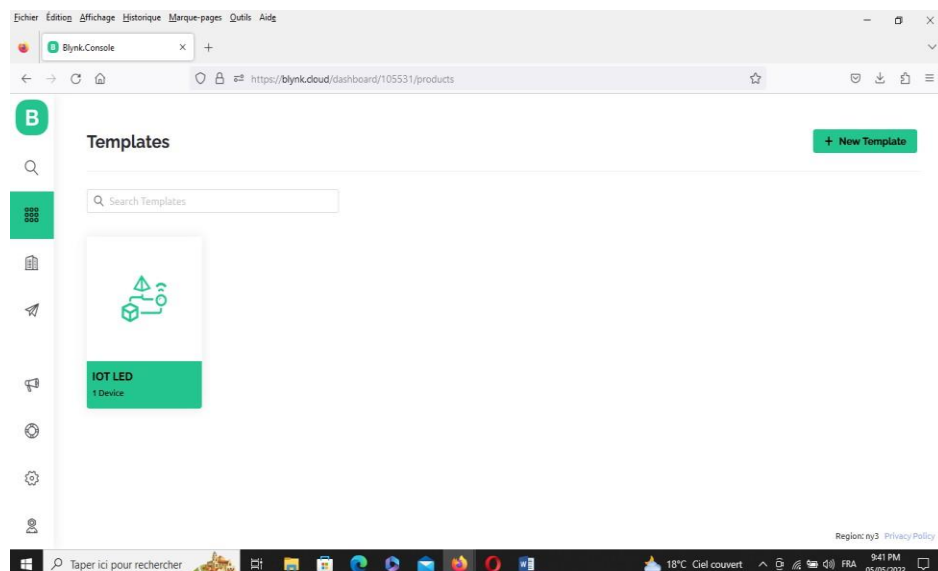 Fichier Édition Affichage Historique Marque-pages Outils Aide
Blynk.Console
https://blynk.cloud/dashboard/105531/products
B
Templates
+ New Template
Search Templates
IOT LED
1 Device
Region: ny3 Privacy Policy
Taper ici pour rechercher
18°C Ciel couvert
FRA
9:41 PM